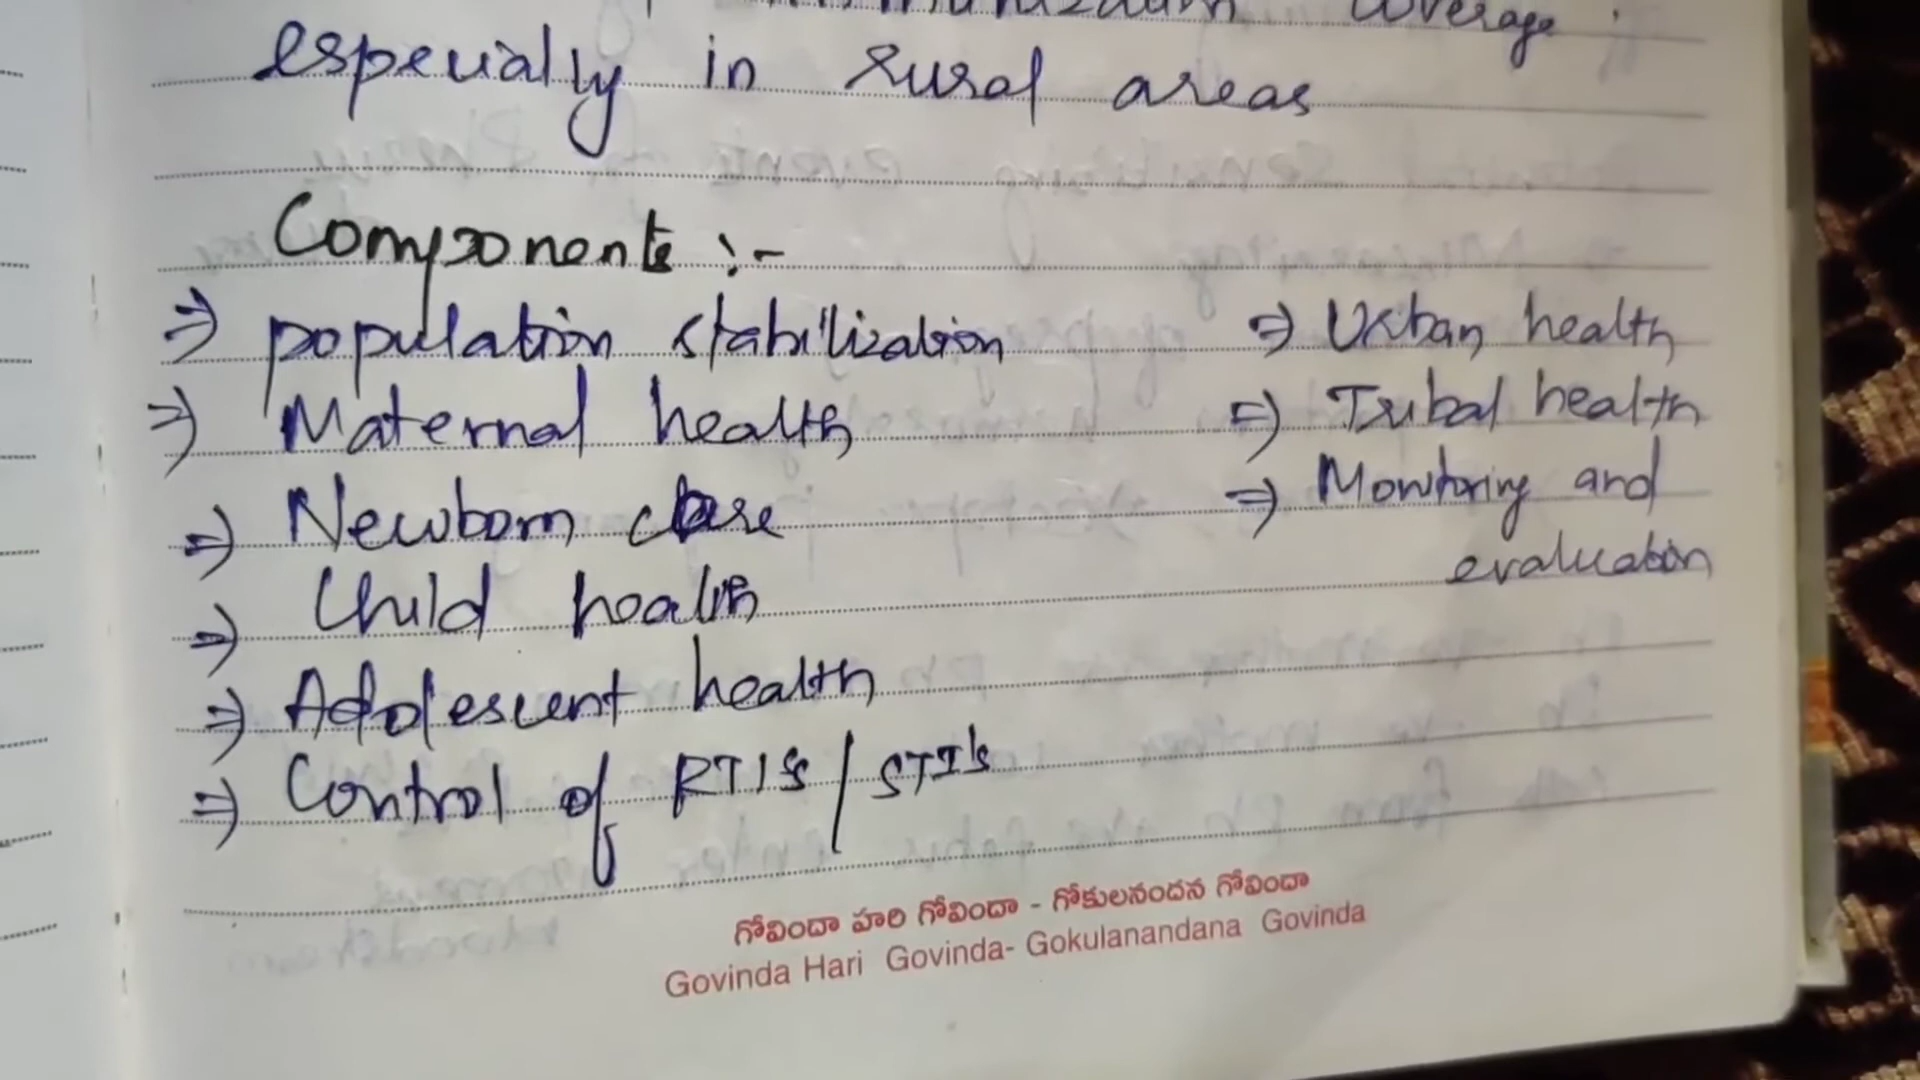 coverage
especially in rural areas
Components :-
⇒ population stabilization
⇒ Maternal health
⇒ Newborn care
⇒ Child health
⇒ Adolescent health
⇒ Control of RTI's / STI's
⇒ Urban health
⇒ Tribal health
⇒ Monitoring and
evaluation
గోవిందా హరి గోవిందా - గోకులనందన గోవిందా
Govinda Hari Govinda- Gokulanandana Govinda